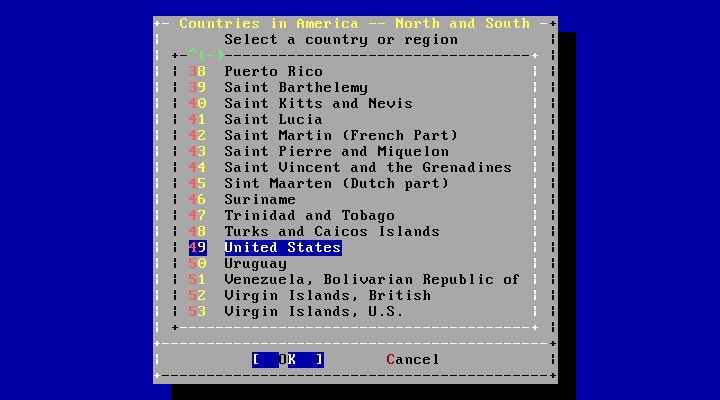 Countries in America -- North and South
Select a country or region
^(-)
38 Puerto Rico
39 Saint Barthelemy
40 Saint Kitts and Nevis
41 Saint Lucia
42 Saint Martin (French Part)
43 Saint Pierre and Miquelon
44 Saint Vincent and the Grenadines
45 Sint Maarten (Dutch part)
46 Suriname
47 Trinidad and Tobago
48 Turks and Caicos Islands
49 United States
50 Uruguay
51 Venezuela, Bolivarian Republic of
52 Virgin Islands, British
53 Virgin Islands, U.S.
[ OK ] Cancel